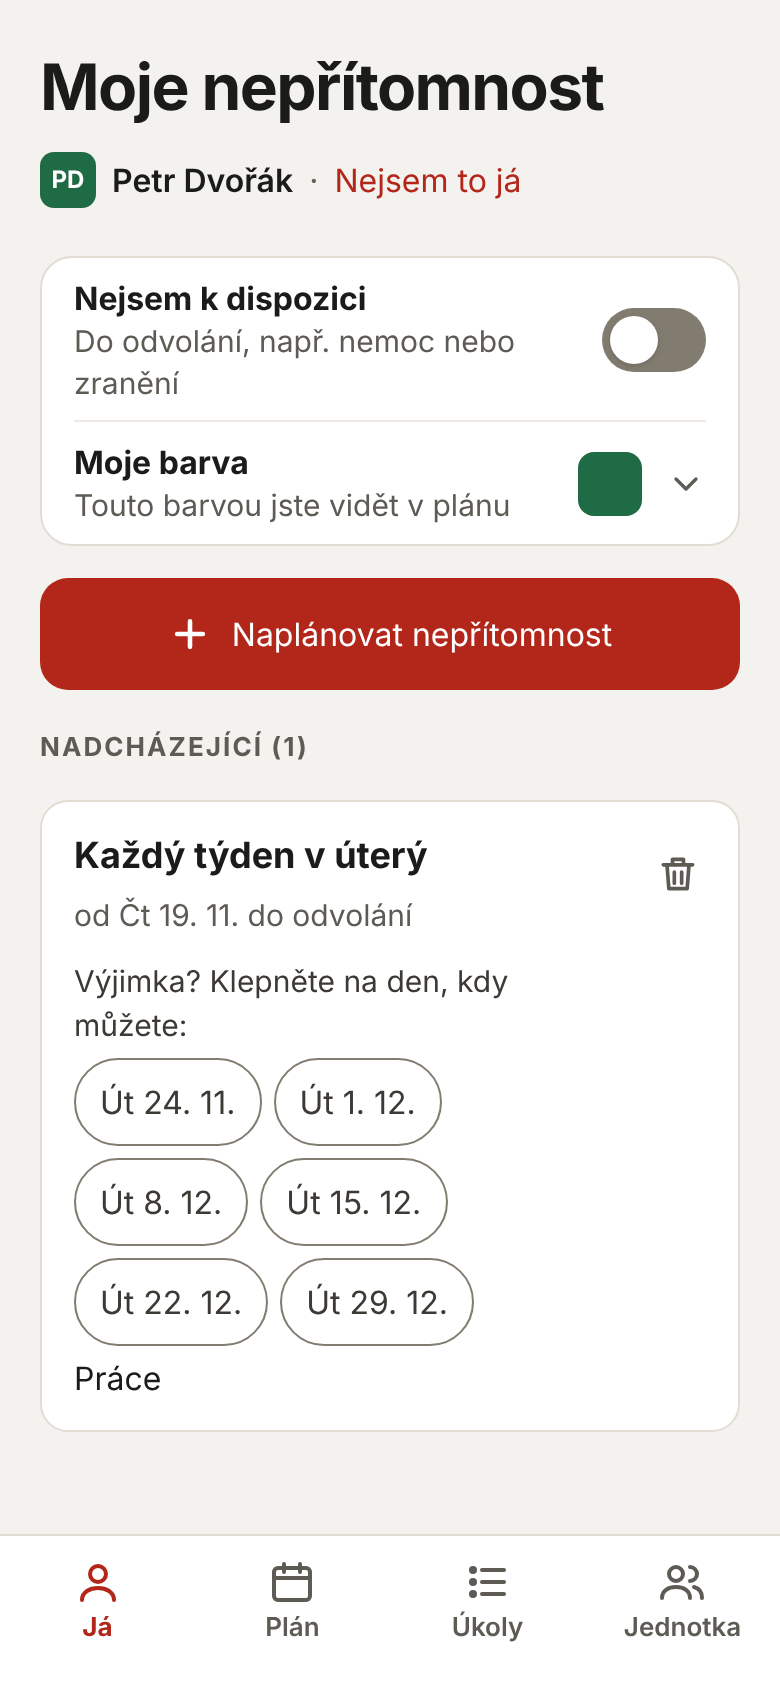 Moje nepřítomnost
PD Petr Dvořák · Nejsem to já
Nejsem k dispozici
Do odvolání, např. nemoc nebo
zranění
Moje barva
Touto barvou jste vidět v plánu
Naplánovat nepřítomnost
NADCHÁZEJÍCÍ (1)
Každý týden v úterý
od Čt 19. 11. do odvolání
Výjimka? Klepněte na den, kdy
můžete:
Út 24. 11. Út 1. 12.
Út 8. 12. Út 15. 12.
Út 22. 12. Út 29. 12.
Práce
Já Plán Úkoly Jednotka